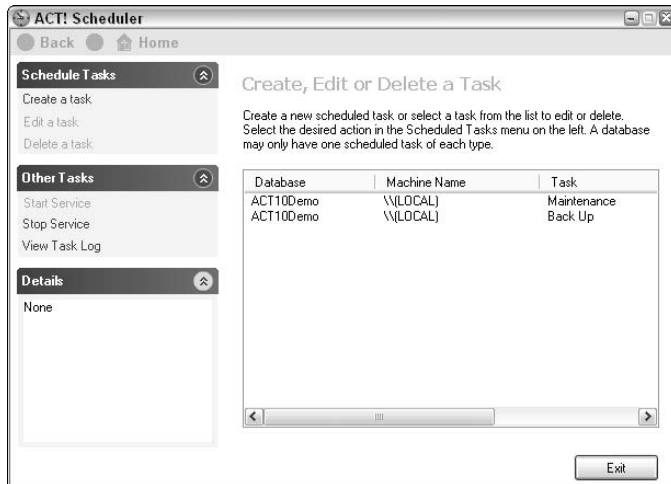 ACT! Scheduler
Back Home
Schedule Tasks
Create a task
Edit a task
Delete a task
Other Tasks
Start Service
Stop Service
View Task Log
Details
None
Create, Edit or Delete a Task
Create a new scheduled task or select a task from the list to edit or delete.
Select the desired action in the Scheduled Tasks menu on the left. A database
may only have one scheduled task of each type.
Database Machine Name Task
ACT10Demo \\(LOCAL) Maintenance
ACT10Demo \\(LOCAL) Back Up
Exit